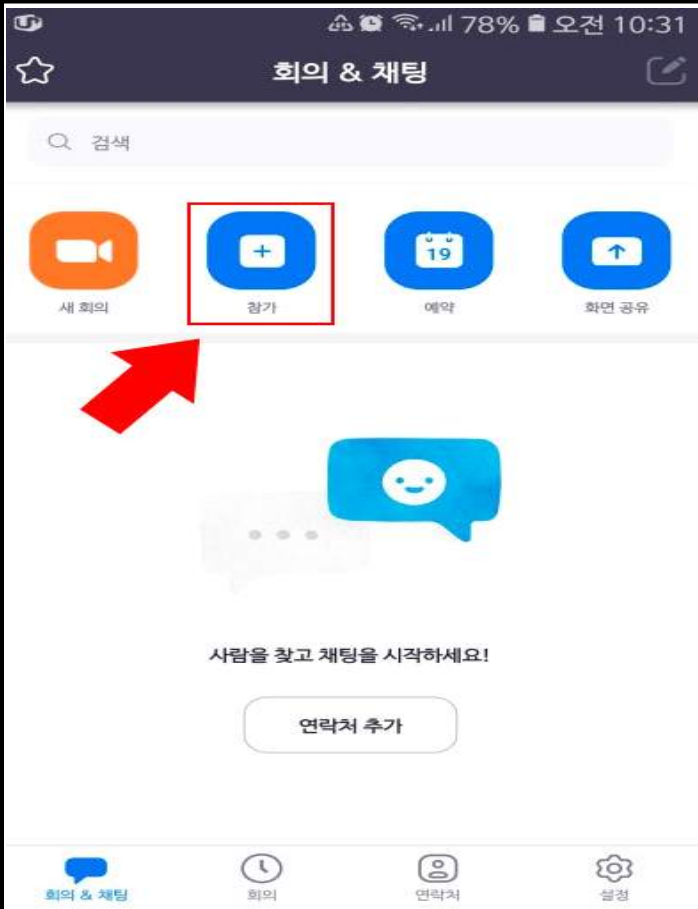 78% 오전 10:31
회의 & 채팅
검색
19
새 회의 참가 예약 화면 공유
사람을 찾고 채팅을 시작하세요!
연락처 추가
회의 & 채팅 회의 연락처 설정